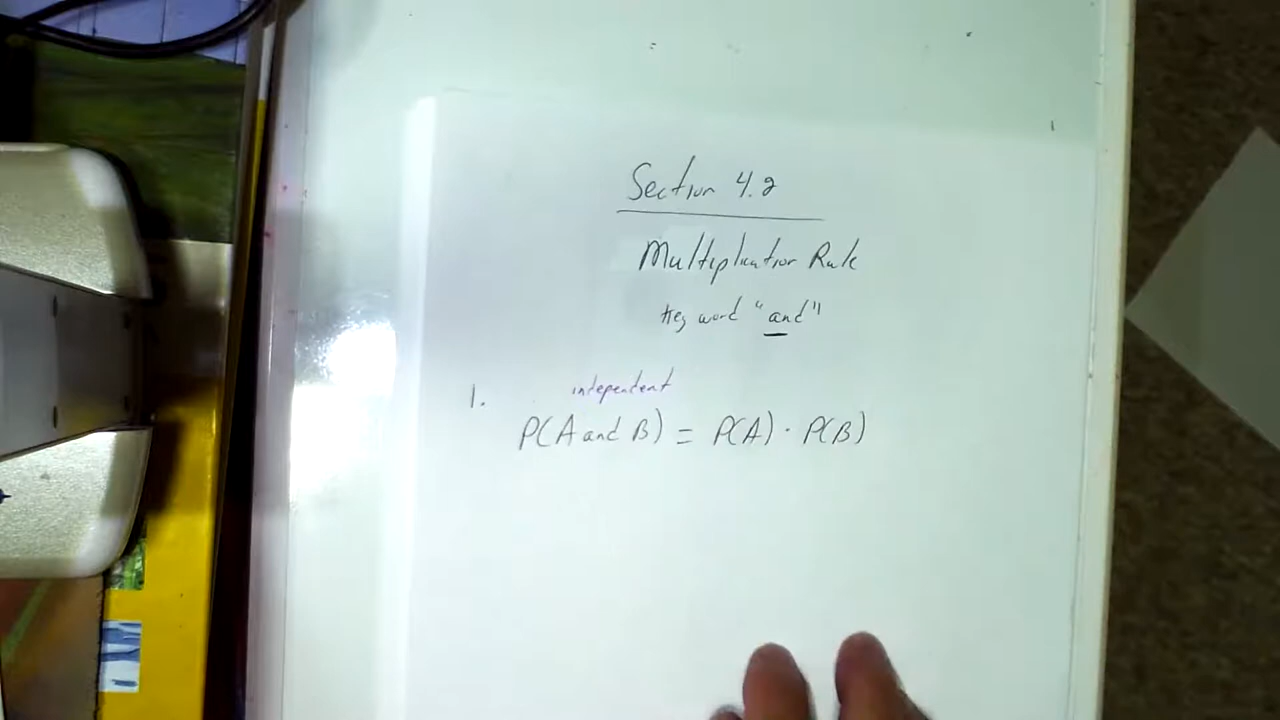 Section 4.2
Multiplication Rule
Key word "and"
independent
1.
P(A and B) = P(A) · P(B)